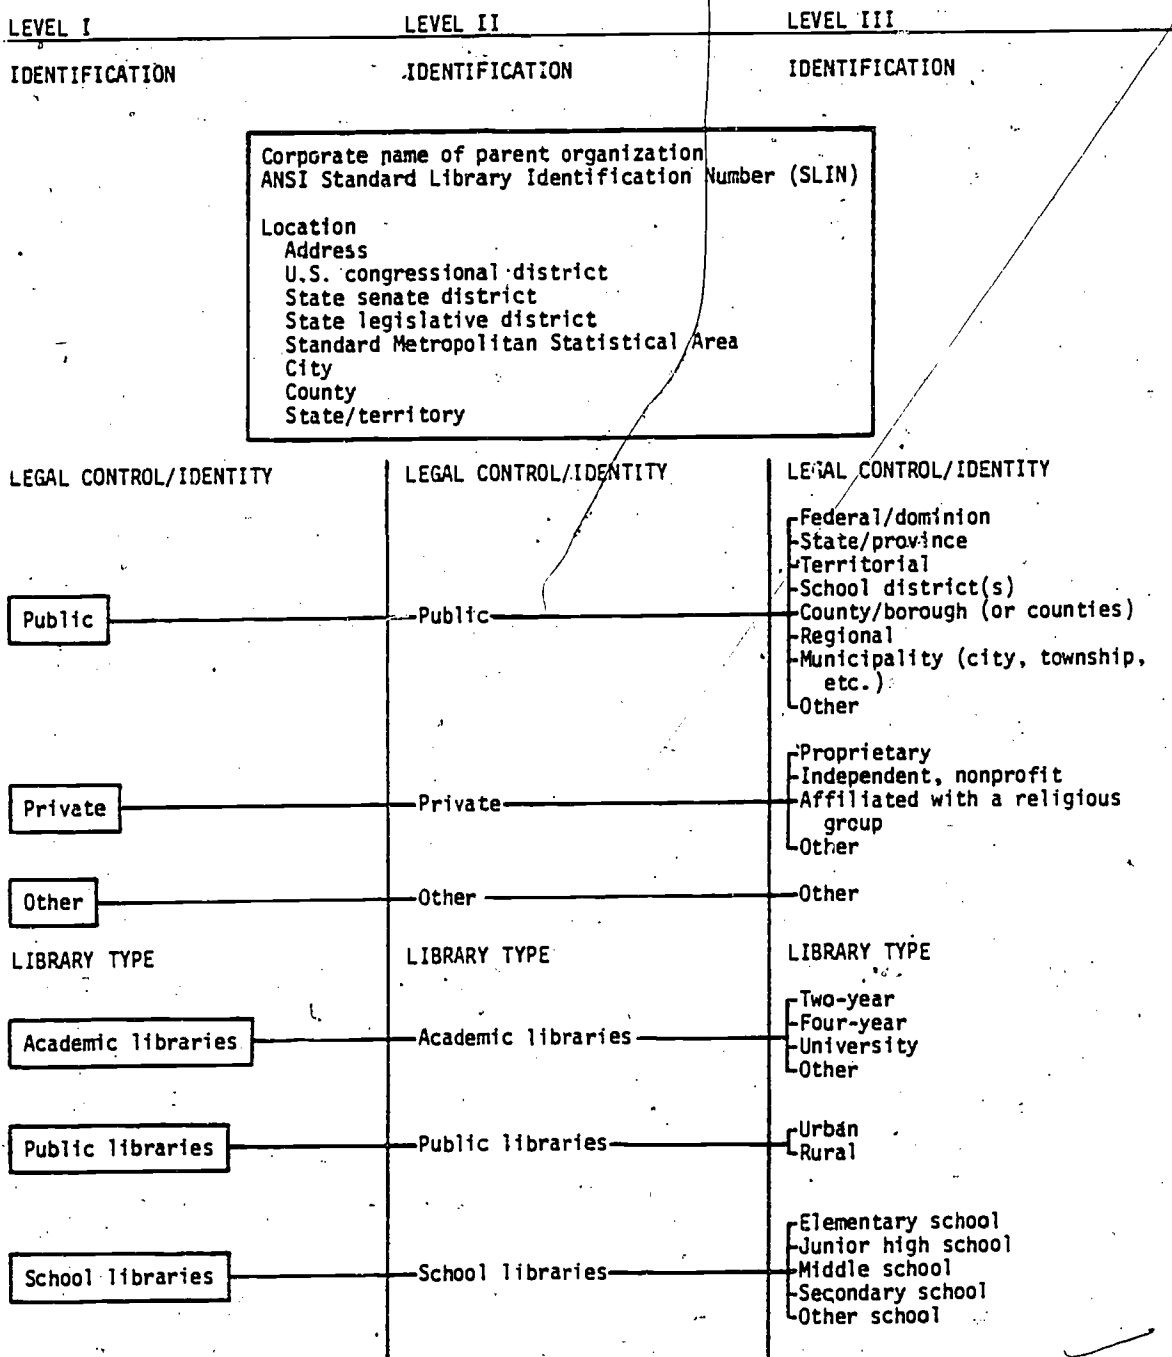 LEVEL I LEVEL II LEVEL III
IDENTIFICATION IDENTIFICATION IDENTIFICATION
Corporate name of parent organization
ANSI Standard Library Identification Number (SLIN)
Location
Address
U.S. congressional district
State senate district
State legislative district
Standard Metropolitan Statistical Area
City
County
State/territory
LEGAL CONTROL/IDENTITY LEGAL CONTROL/IDENTITY LEGAL CONTROL/IDENTITY
Federal/dominion
State/province
Territorial
School district(s)
Public Public County/borough (or counties)
Regional
Municipality (city, township,
etc.)
Other
Proprietary
Independent, nonprofit
Private Private Affiliated with a religious
group
Other
Other Other Other
LIBRARY TYPE LIBRARY TYPE LIBRARY TYPE
Two-year
Four-year
Academic libraries Academic libraries University
Other
Public libraries Public libraries Urban
Rural
Elementary school
Junior high school
School libraries School libraries Middle school
Secondary school
Other school